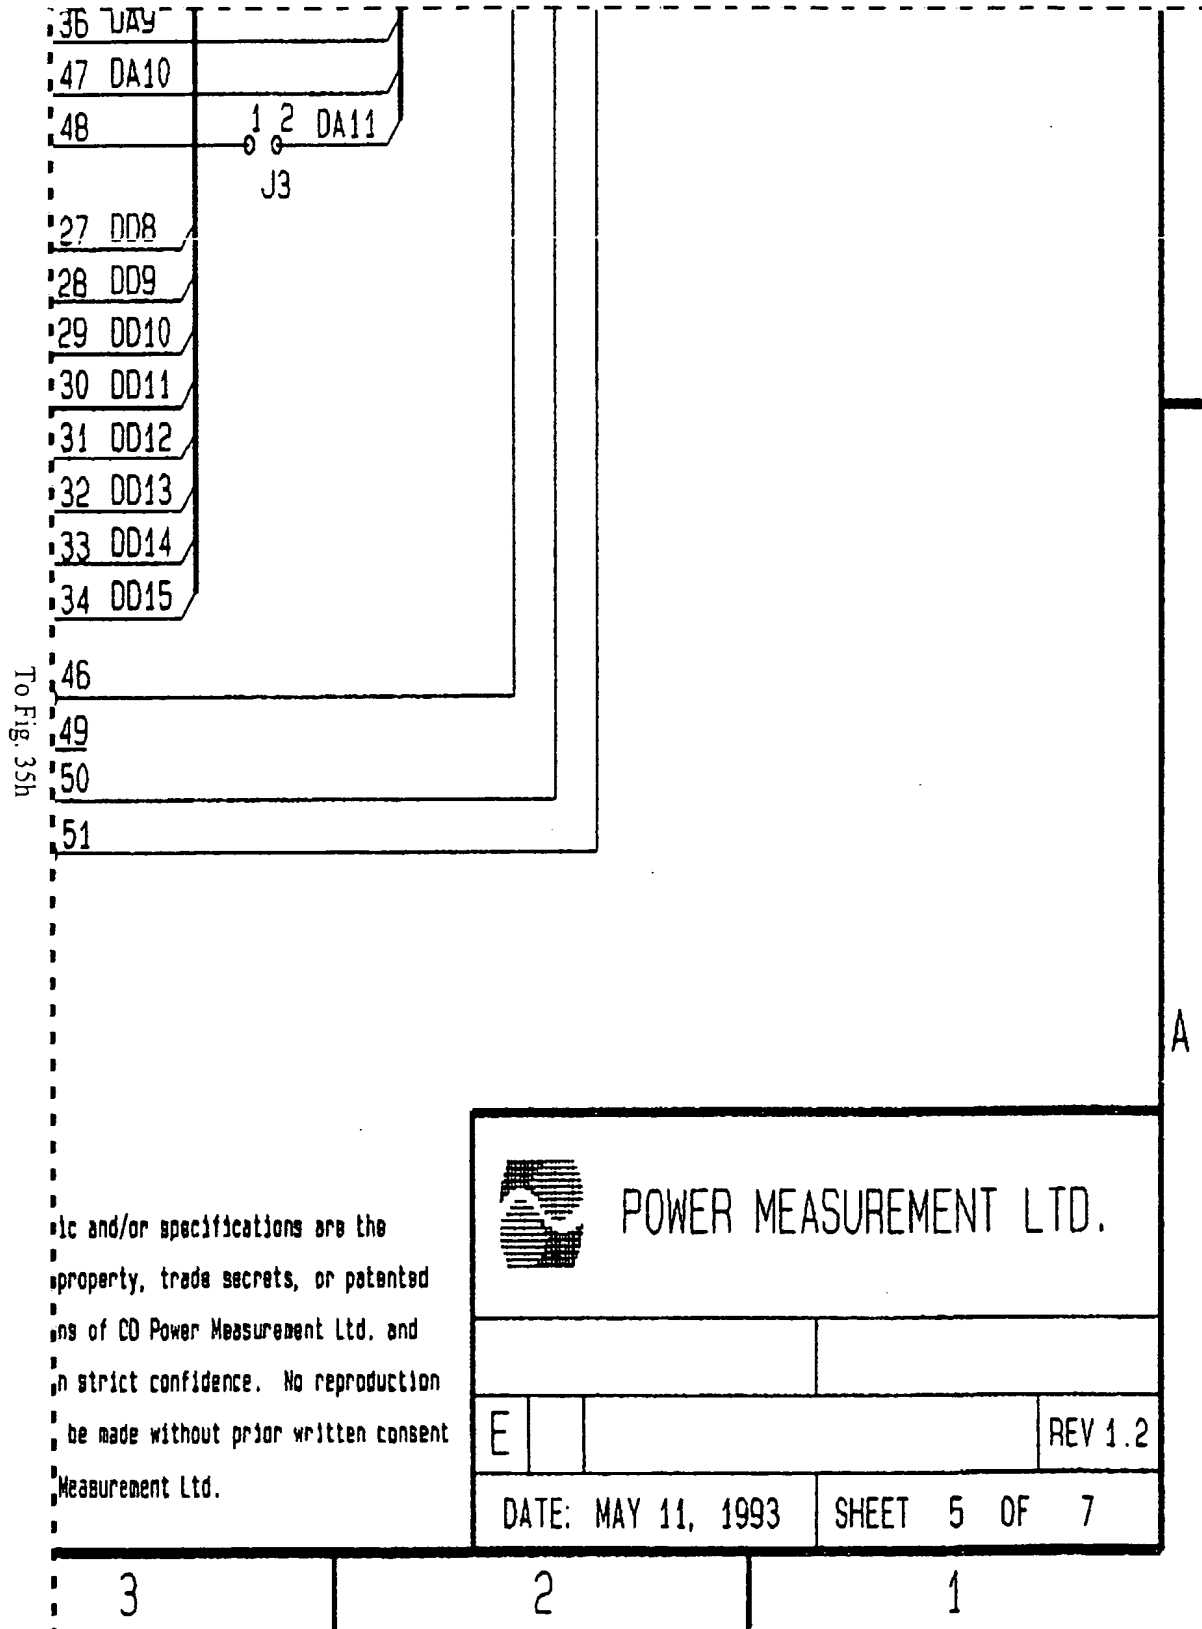 36 DA9
47 DA10
48
1 2 DA11
J3
27 DD8
28 DD9
29 DD10
30 DD11
31 DD12
32 DD13
33 DD14
34 DD15
46
49
50
51
To Fig. 35h
A
POWER MEASUREMENT LTD.
ic and/or specifications are the
property, trade secrets, or patented
ns of CD Power Measurement Ltd. and
n strict confidence. No reproduction
be made without prior written consent
Measurement Ltd.
E
REV 1.2
DATE: MAY 11, 1993
SHEET 5 OF 7
3
2
1